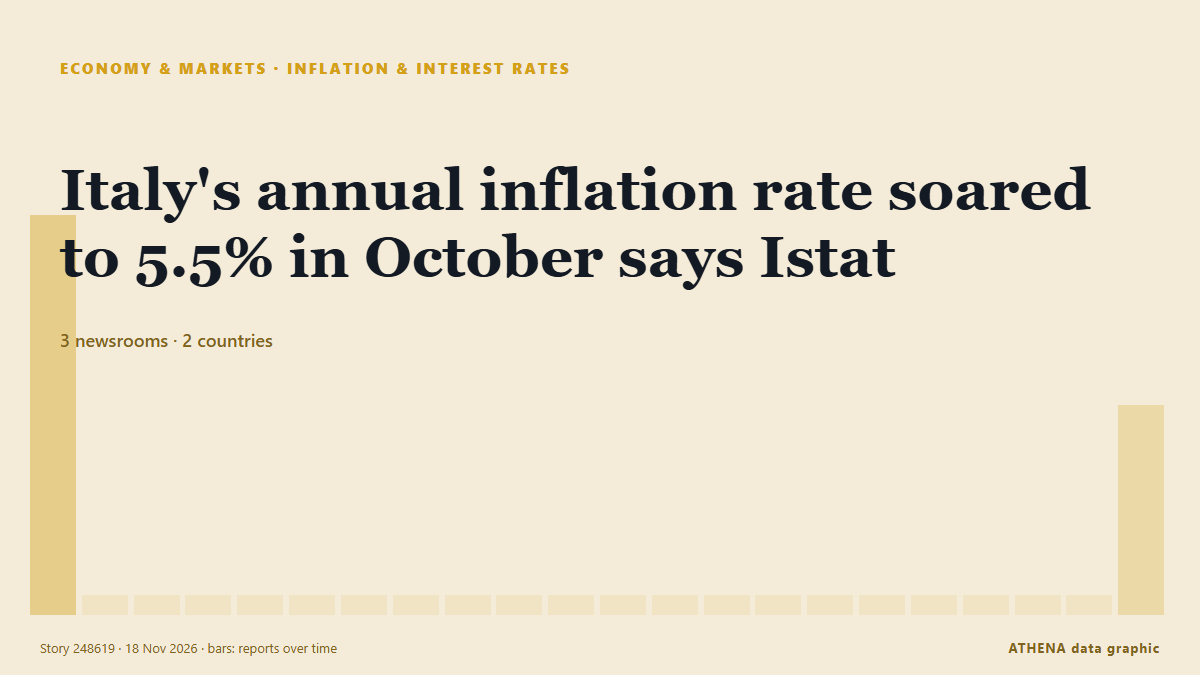 ECONOMY & MARKETS · INFLATION & INTEREST RATES
Italy's annual inflation rate soared
to 5.5% in October says Istat
3 newsrooms · 2 countries
Story 248619 · 18 Nov 2026 · bars: reports over time
ATHENA data graphic